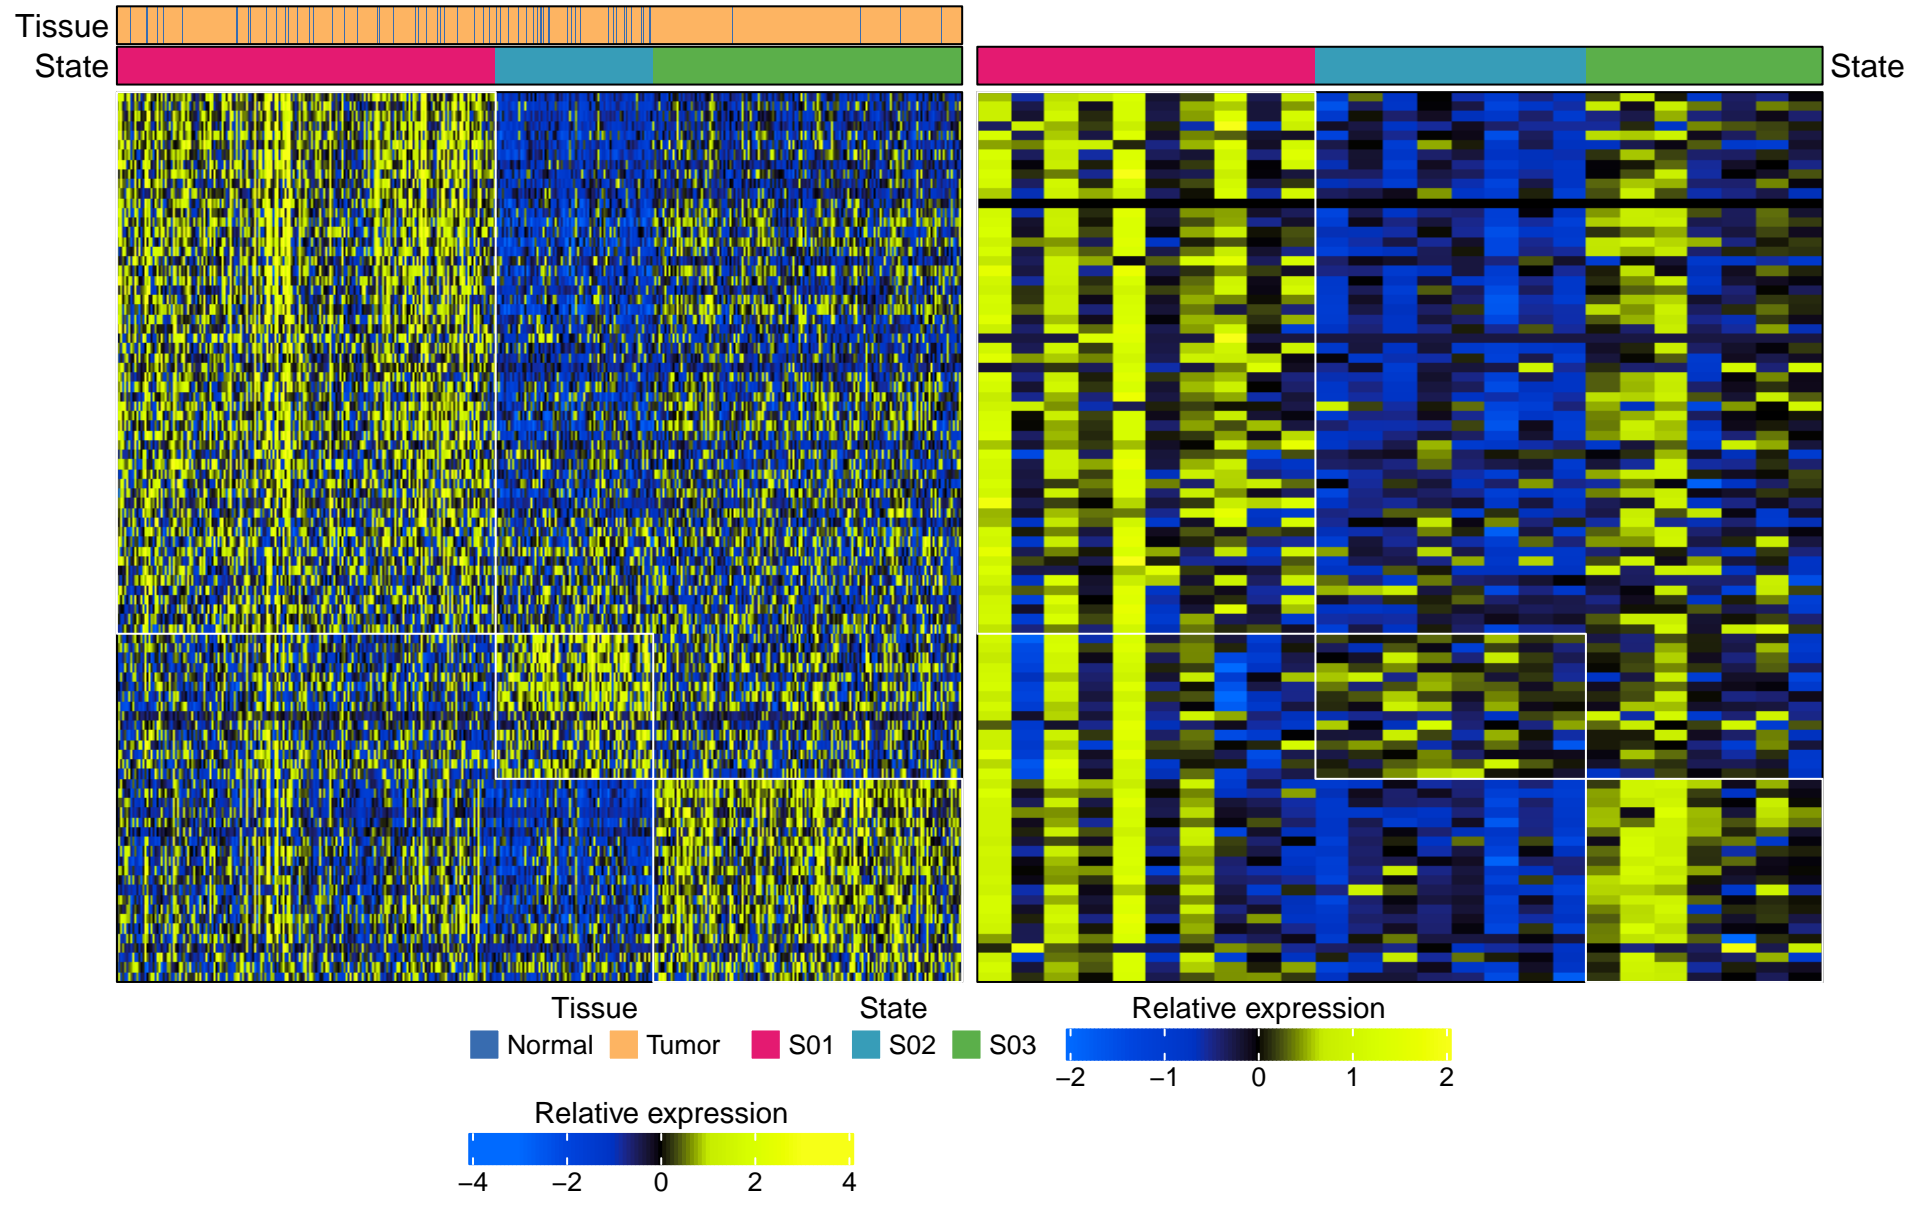 Tissue
State
State
Tissue
Normal Tumor
State
S01 S02 S03
Relative expression
−2 −1 0 1 2
Relative expression
−4 −2 0 2 4